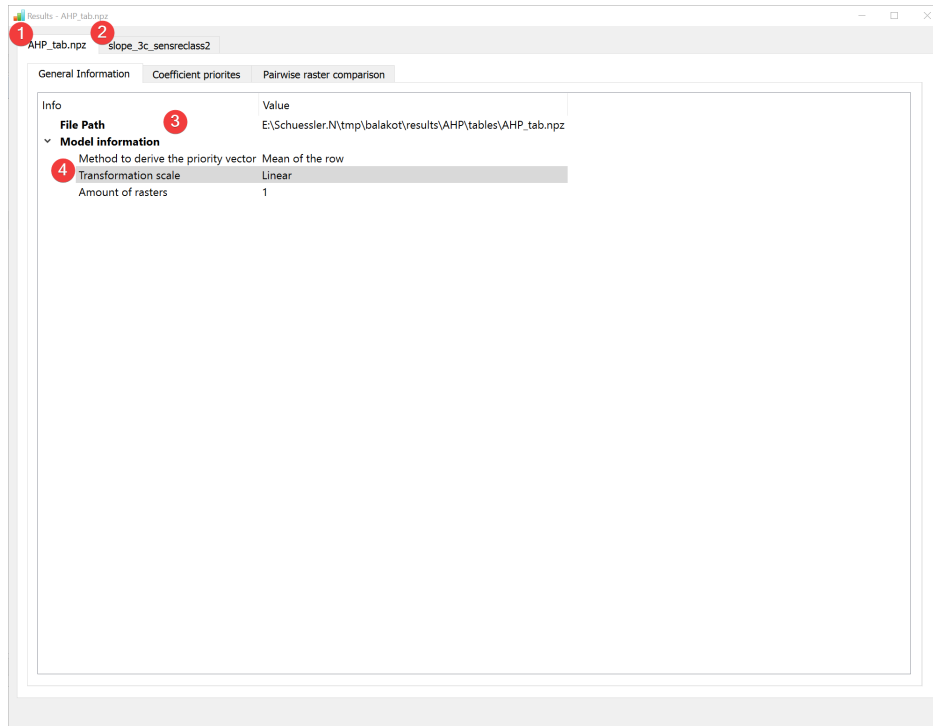 Results - AHP_tab.npz
1 2
AHP_tab.npz slope_3c_sensreclass2
General Information Coefficient priorites Pairwise raster comparison
Info Value
File Path 3 E:\Schuessler.N\tmp\balakot\results\AHP\tables\AHP_tab.npz
Model information
Method to derive the priority vector Mean of the row
4 Transformation scale Linear
Amount of rasters 1